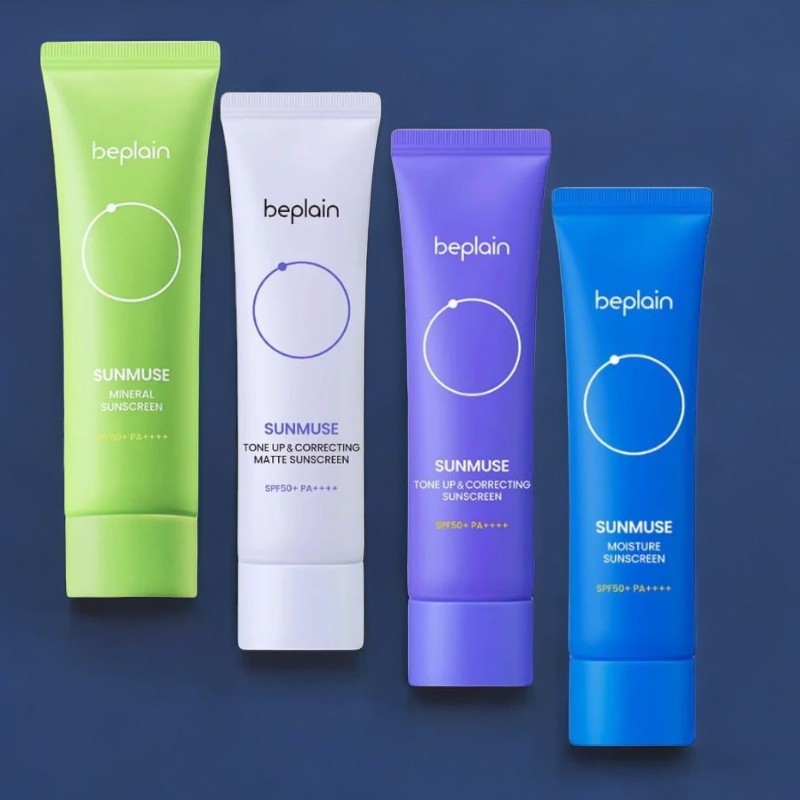 beplain
SUNMUSE
MINERAL
SUNSCREEN
SPF50+ PA++++
beplain
SUNMUSE
TONE UP & CORRECTING
MATTE SUNSCREEN
SPF50+ PA++++
beplain
SUNMUSE
TONE UP & CORRECTING
SUNSCREEN
SPF50+ PA++++
beplain
SUNMUSE
MOISTURE
SUNSCREEN
SPF50+ PA++++